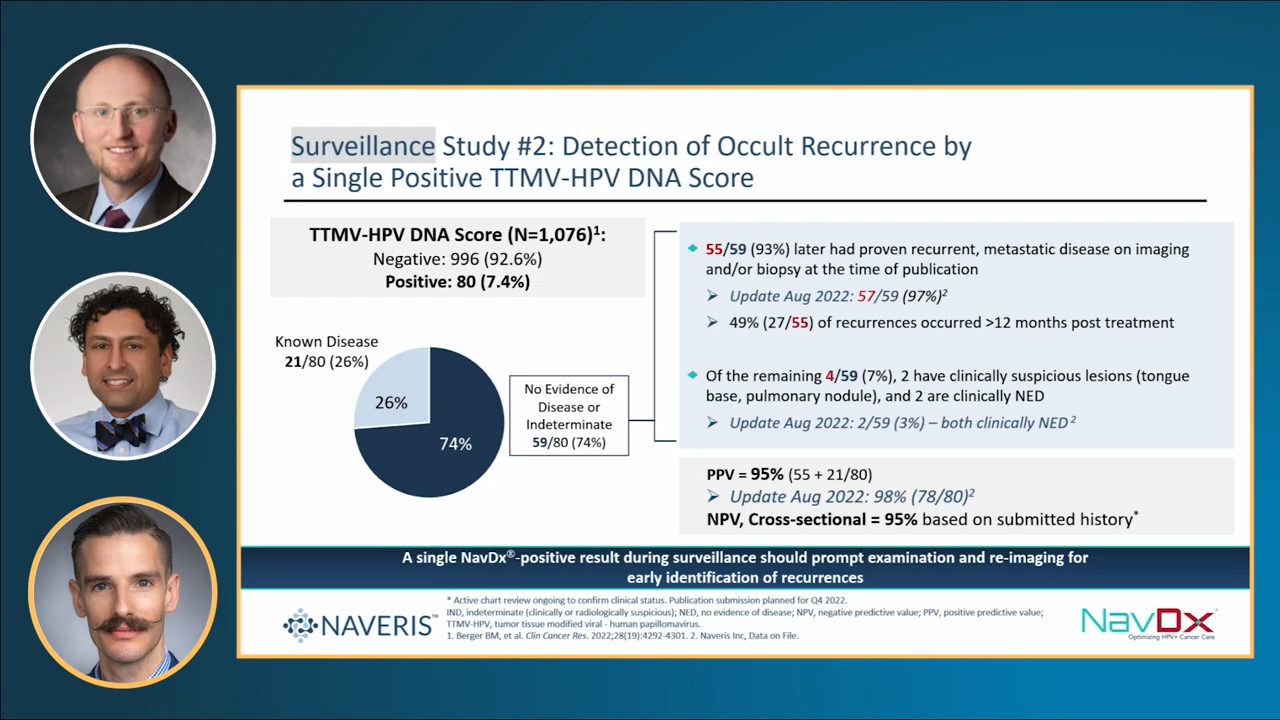 Surveillance Study #2: Detection of Occult Recurrence by
a Single Positive TTMV-HPV DNA Score
TTMV-HPV DNA Score (N=1,076)1:
Negative: 996 (92.6%)
Positive: 80 (7.4%)
Known Disease
21/80 (26%)
26%
74%
No Evidence of
Disease or
Indeterminate
59/80 (74%)
55/59 (93%) later had proven recurrent, metastatic disease on imaging
and/or biopsy at the time of publication
Update Aug 2022: 57/59 (97%)2
49% (27/55) of recurrences occurred >12 months post treatment
Of the remaining 4/59 (7%), 2 have clinically suspicious lesions (tongue
base, pulmonary nodule), and 2 are clinically NED
Update Aug 2022: 2/59 (3%) – both clinically NED 2
PPV = 95% (55 + 21/80)
Update Aug 2022: 98% (78/80)2
NPV, Cross-sectional = 95% based on submitted history*
A single NavDx®-positive result during surveillance should prompt examination and re-imaging for
early identification of recurrences
* Active chart review ongoing to confirm clinical status. Publication submission planned for Q4 2022.
IND, indeterminate (clinically or radiologically suspicious); NED, no evidence of disease; NPV, negative predictive value; PPV, positive predictive value;
TTMV-HPV, tumor tissue modified viral - human papillomavirus.
1. Berger BM, et al. Clin Cancer Res. 2022;28(19):4292-4301. 2. Naveris Inc, Data on File.
NAVERIS™
NavDx
Optimizing HPV+ Cancer Care